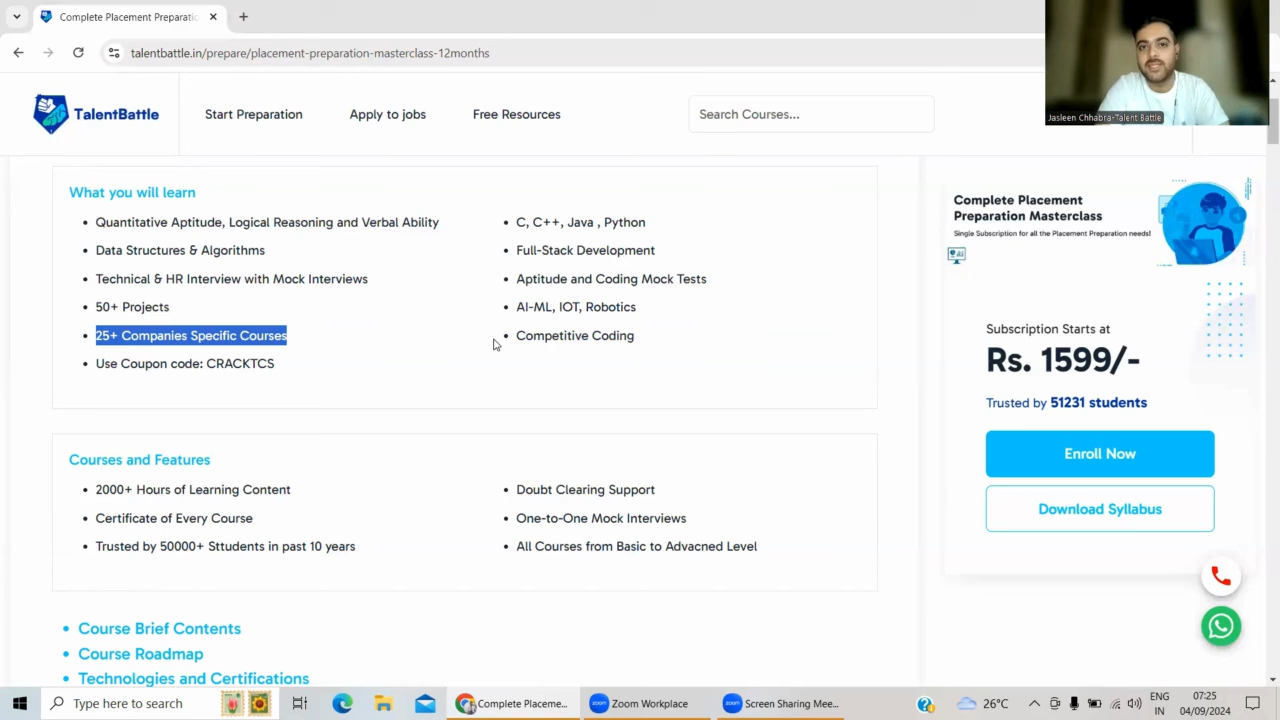 Complete Placement Preparatio
talentbattle.in/prepare/placement-preparation-masterclass-12months
TalentBattle
Start Preparation
Apply to jobs
Free Resources
Search Courses...
Jasleen Chhabra-Talent Battle
What you will learn
Quantitative Aptitude, Logical Reasoning and Verbal Ability
Data Structures & Algorithms
Technical & HR Interview with Mock Interviews
50+ Projects
25+ Companies Specific Courses
Use Coupon code: CRACKTCS
C, C++, Java , Python
Full-Stack Development
Aptitude and Coding Mock Tests
AI-ML, IOT, Robotics
Competitive Coding
Courses and Features
2000+ Hours of Learning Content
Certificate of Every Course
Trusted by 50000+ Sttudents in past 10 years
Doubt Clearing Support
One-to-One Mock Interviews
All Courses from Basic to Advacned Level
Course Brief Contents
Course Roadmap
Technologies and Certifications
Complete Placement
Preparation Masterclass
Single Subscription for all the Placement Preparation needs!
Subscription Starts at
Rs. 1599/-
Trusted by 51231 students
Enroll Now
Download Syllabus
Type here to search
Complete Placeme...
zoom
Zoom Workplace
zoom
Screen Sharing Mee...
26°C
ENG
IN
07:25
04/09/2024